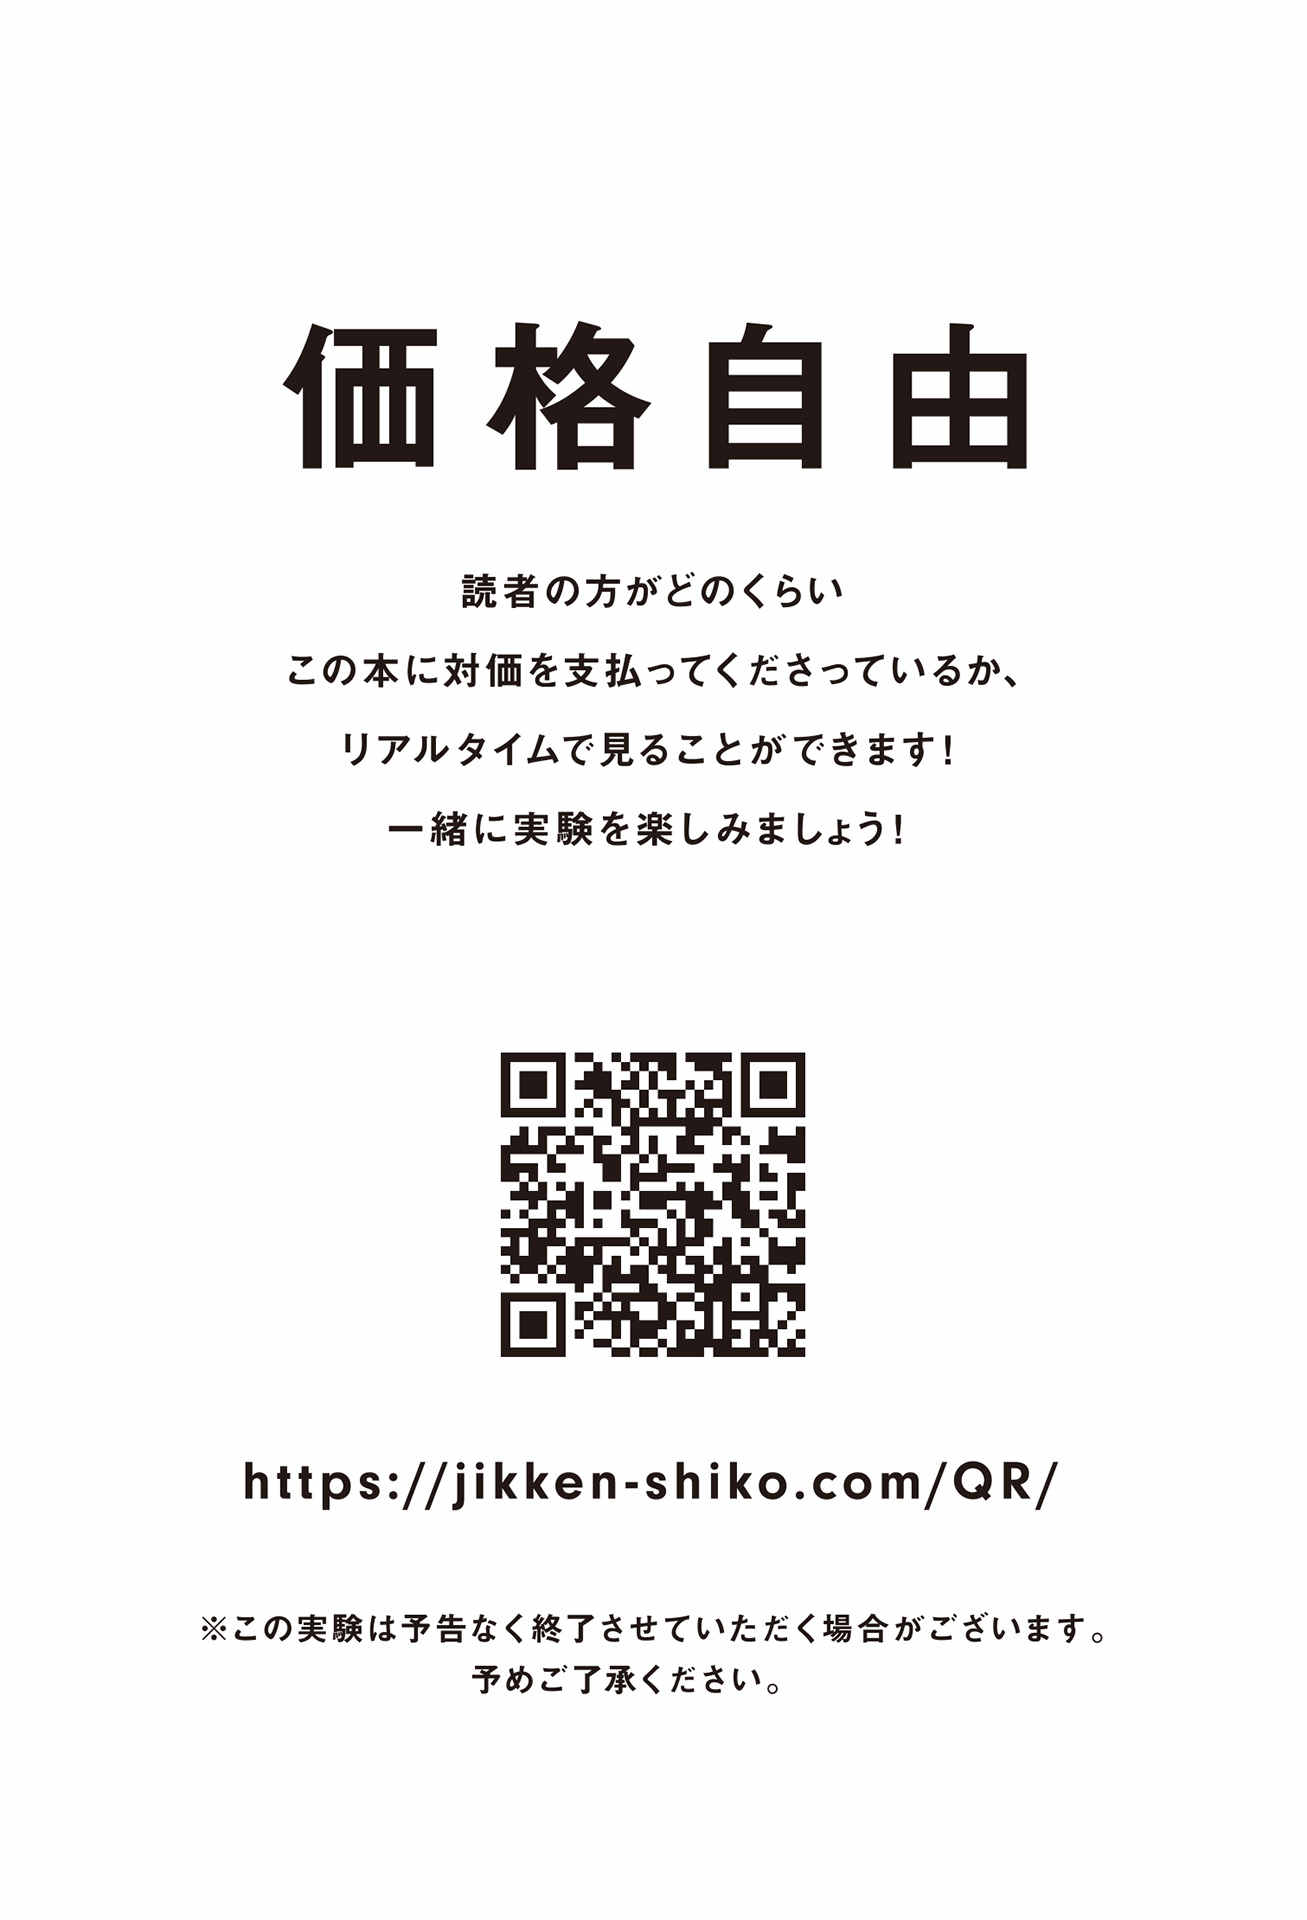 価格自由
読者の方がどのくらい
この本に対価を支払ってくださっているか、
リアルタイムで見ることができます!
一緒に実験を楽しみましょう!
https://jikken-shiko.com/QR/
※この実験は予告なく終了させていただく場合がございます。
予めご了承ください。